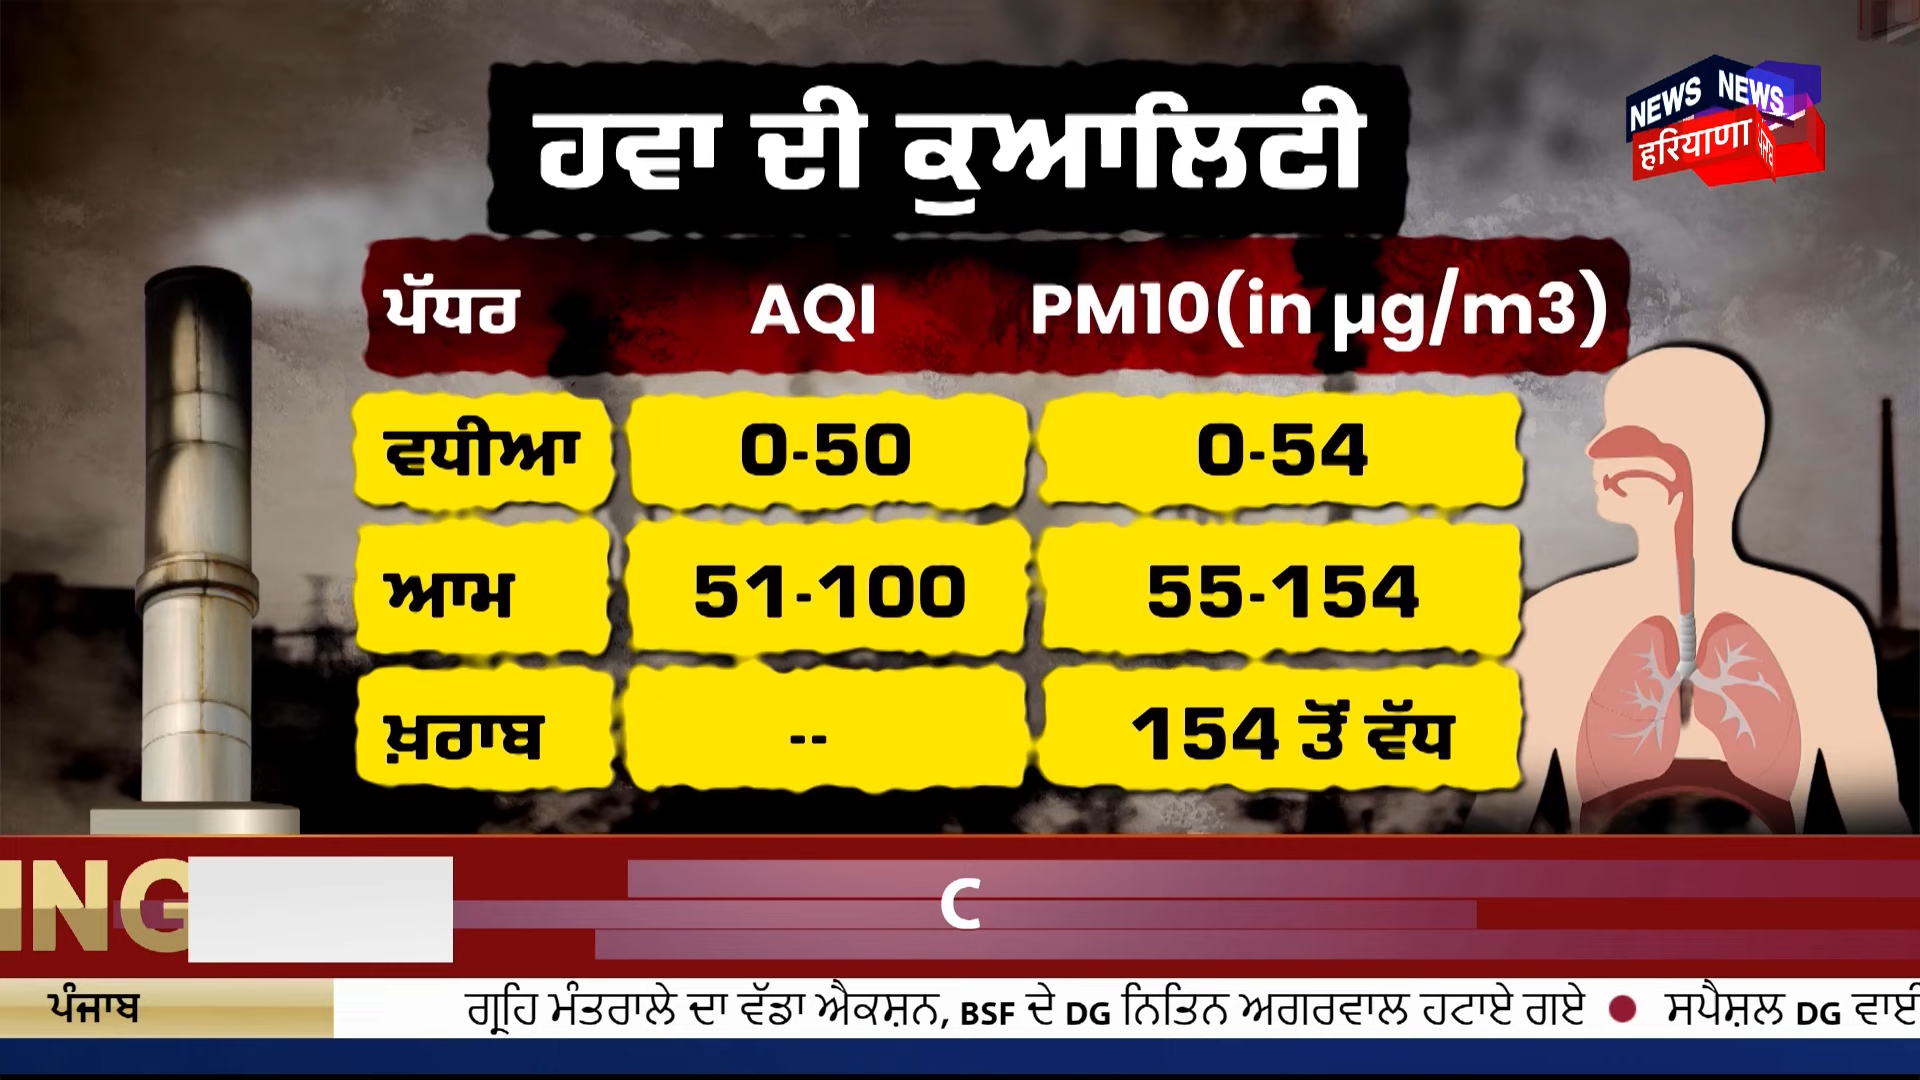 ਹਵਾ ਦੀ ਕੁਆਲਿਟੀ
NEWS NEWS
हरियाणा
ਪੱਧਰ AQI PM10(in µg/m3)
ਵਧੀਆ 0-50 0-54
ਆਮ 51-100 55-154
ਖ਼ਰਾਬ -- 154 ਤੋਂ ਵੱਧ
ING C
ਪੰਜਾਬ ਗ੍ਰਹਿ ਮੰਤਰਾਲੇ ਦਾ ਵੱਡਾ ਐਕਸ਼ਨ, BSF ਦੇ DG ਨਿਤਿਨ ਅਗਰਵਾਲ ਹਟਾਏ ਗਏ ● ਸਪੈਸ਼ਲ DG